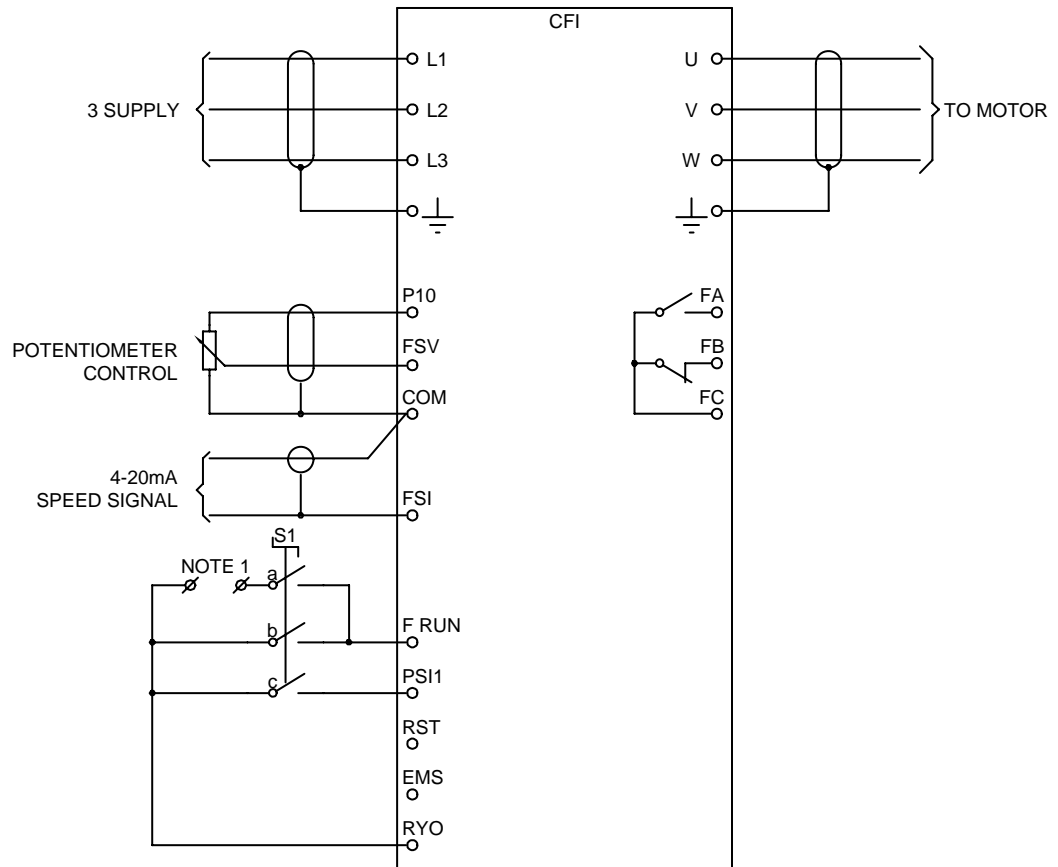 CFI
L1
U
3 SUPPLY
L2
V
TO MOTOR
L3
W
P10
FA
POTENTIOMETER
CONTROL
FSV
FB
COM
FC
4-20mA
SPEED SIGNAL
FSI
S1
NOTE 1
a
F RUN
b
PSI1
c
RST
EMS
RYO